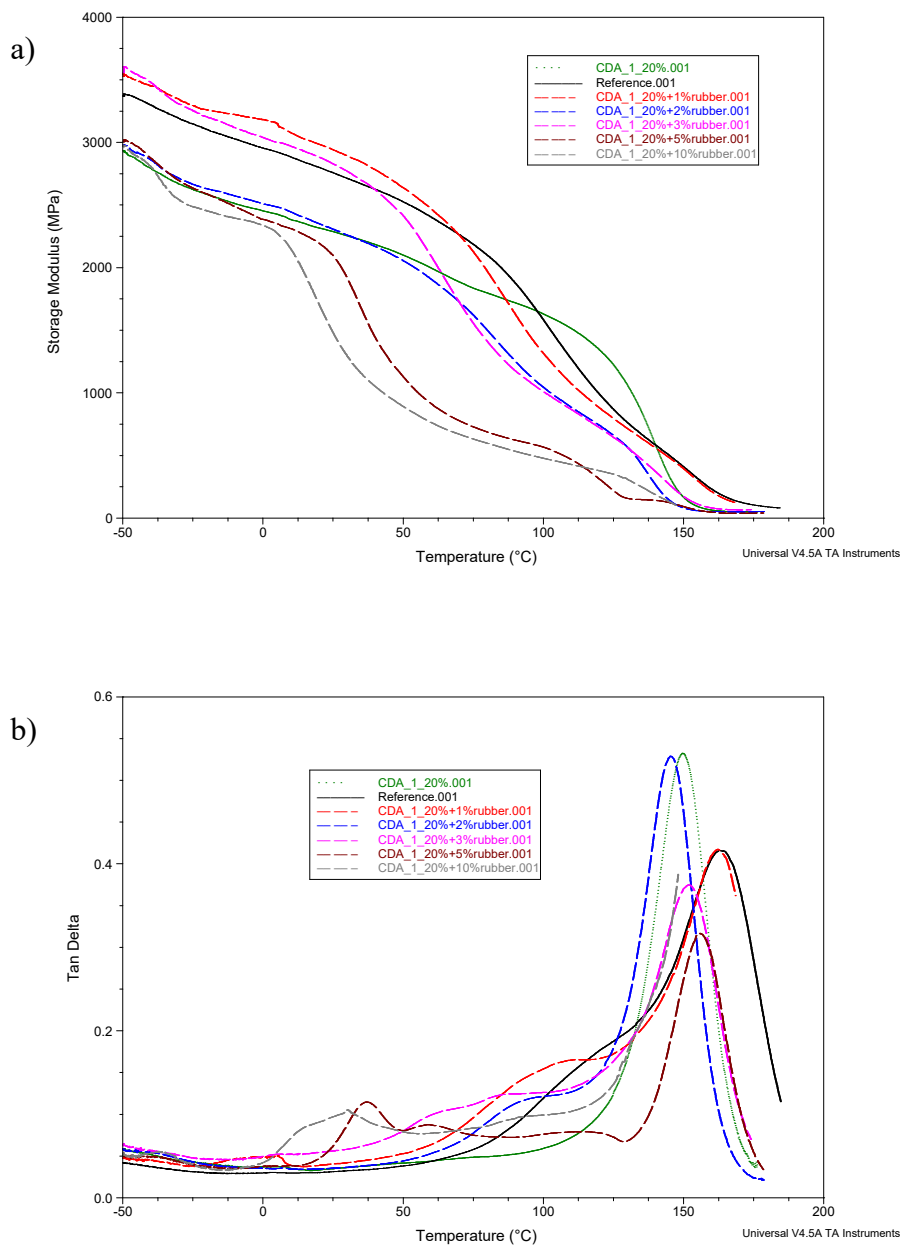 a)
4000
3000
2000
1000
0
Storage Modulus (MPa)
CDA_1_20%.001
Reference.001
CDA_1_20%+1%rubber.001
CDA_1_20%+2%rubber.001
CDA_1_20%+3%rubber.001
CDA_1_20%+5%rubber.001
CDA_1_20%+10%rubber.001
-50
0
50
100
150
200
Temperature (°C)
Universal V4.5A TA Instruments
b)
0.6
0.4
0.2
0.0
Tan Delta
CDA_1_20%.001
Reference.001
CDA_1_20%+1%rubber.001
CDA_1_20%+2%rubber.001
CDA_1_20%+3%rubber.001
CDA_1_20%+5%rubber.001
CDA_1_20%+10%rubber.001
-50
0
50
100
150
200
Temperature (°C)
Universal V4.5A TA Instruments